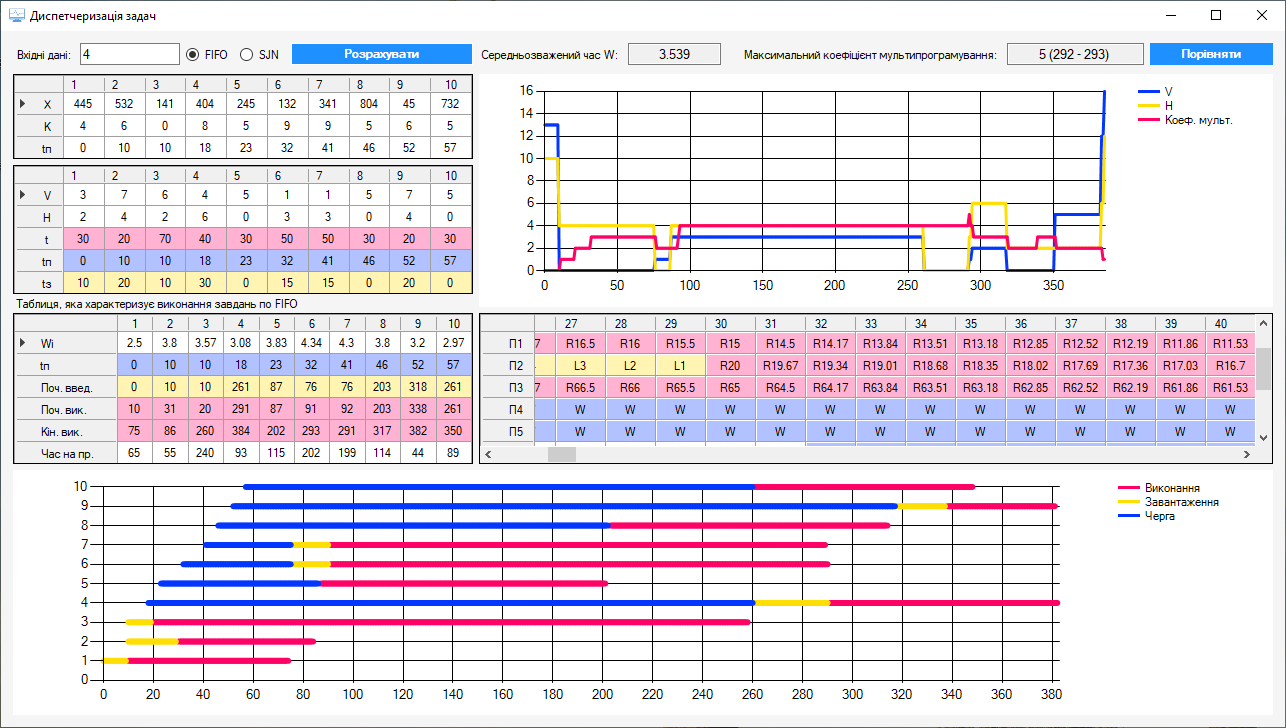 Диспетчеризація задач
Вхідні дані: 4 FIFO SJN Розрахувати Середньозважений час W: 3.539 Максимальний коефіцієнт мультипрограмування: 5 (292 - 293) Порівняти
1 2 3 4 5 6 7 8 9 10
X 445 532 141 404 245 132 341 804 45 732
K 4 6 0 8 5 9 9 5 6 5
tп 0 10 10 18 23 32 41 46 52 57
1 2 3 4 5 6 7 8 9 10
V 3 7 6 4 5 1 1 5 7 5
H 2 4 2 6 0 3 3 0 4 0
t 30 20 70 40 30 50 50 30 20 30
tп 0 10 10 18 23 32 41 46 52 57
tз 10 20 10 30 0 15 15 0 20 0
16
14
12
10
8
6
4
2
0
0 50 100 150 200 250 300 350
V
H
Коеф. мульт.
Таблиця, яка характеризує виконання завдань по FIFO
1 2 3 4 5 6 7 8 9 10
Wi 2.5 3.8 3.57 3.08 3.83 4.34 4.3 3.8 3.2 2.97
tп 0 10 10 18 23 32 41 46 52 57
Поч. введ. 0 10 10 261 87 76 76 203 318 261
Поч. вик. 10 31 20 291 87 91 92 203 338 261
Кін. вик. 75 86 260 384 202 293 291 317 382 350
Час на пр. 65 55 240 93 115 202 199 114 44 89
27 28 29 30 31 32 33 34 35 36 37 38 39 40
П1 7 R16.5 R16 R15.5 R15 R14.5 R14.17 R13.84 R13.51 R13.18 R12.85 R12.52 R12.19 R11.86 R11.53
П2 L3 L2 L1 R20 R19.67 R19.34 R19.01 R18.68 R18.35 R18.02 R17.69 R17.36 R17.03 R16.7
П3 7 R66.5 R66 R65.5 R65 R64.5 R64.17 R63.84 R63.51 R63.18 R62.85 R62.52 R62.19 R61.86 R61.53
П4 W W W W W W W W W W W W W W
П5 W W W W W W W W W W W W W W
10
9
8
7
6
5
4
3
2
1
0
0 20 40 60 80 100 120 140 160 180 200 220 240 260 280 300 320 340 360 380
Виконання
Завантаження
Черга